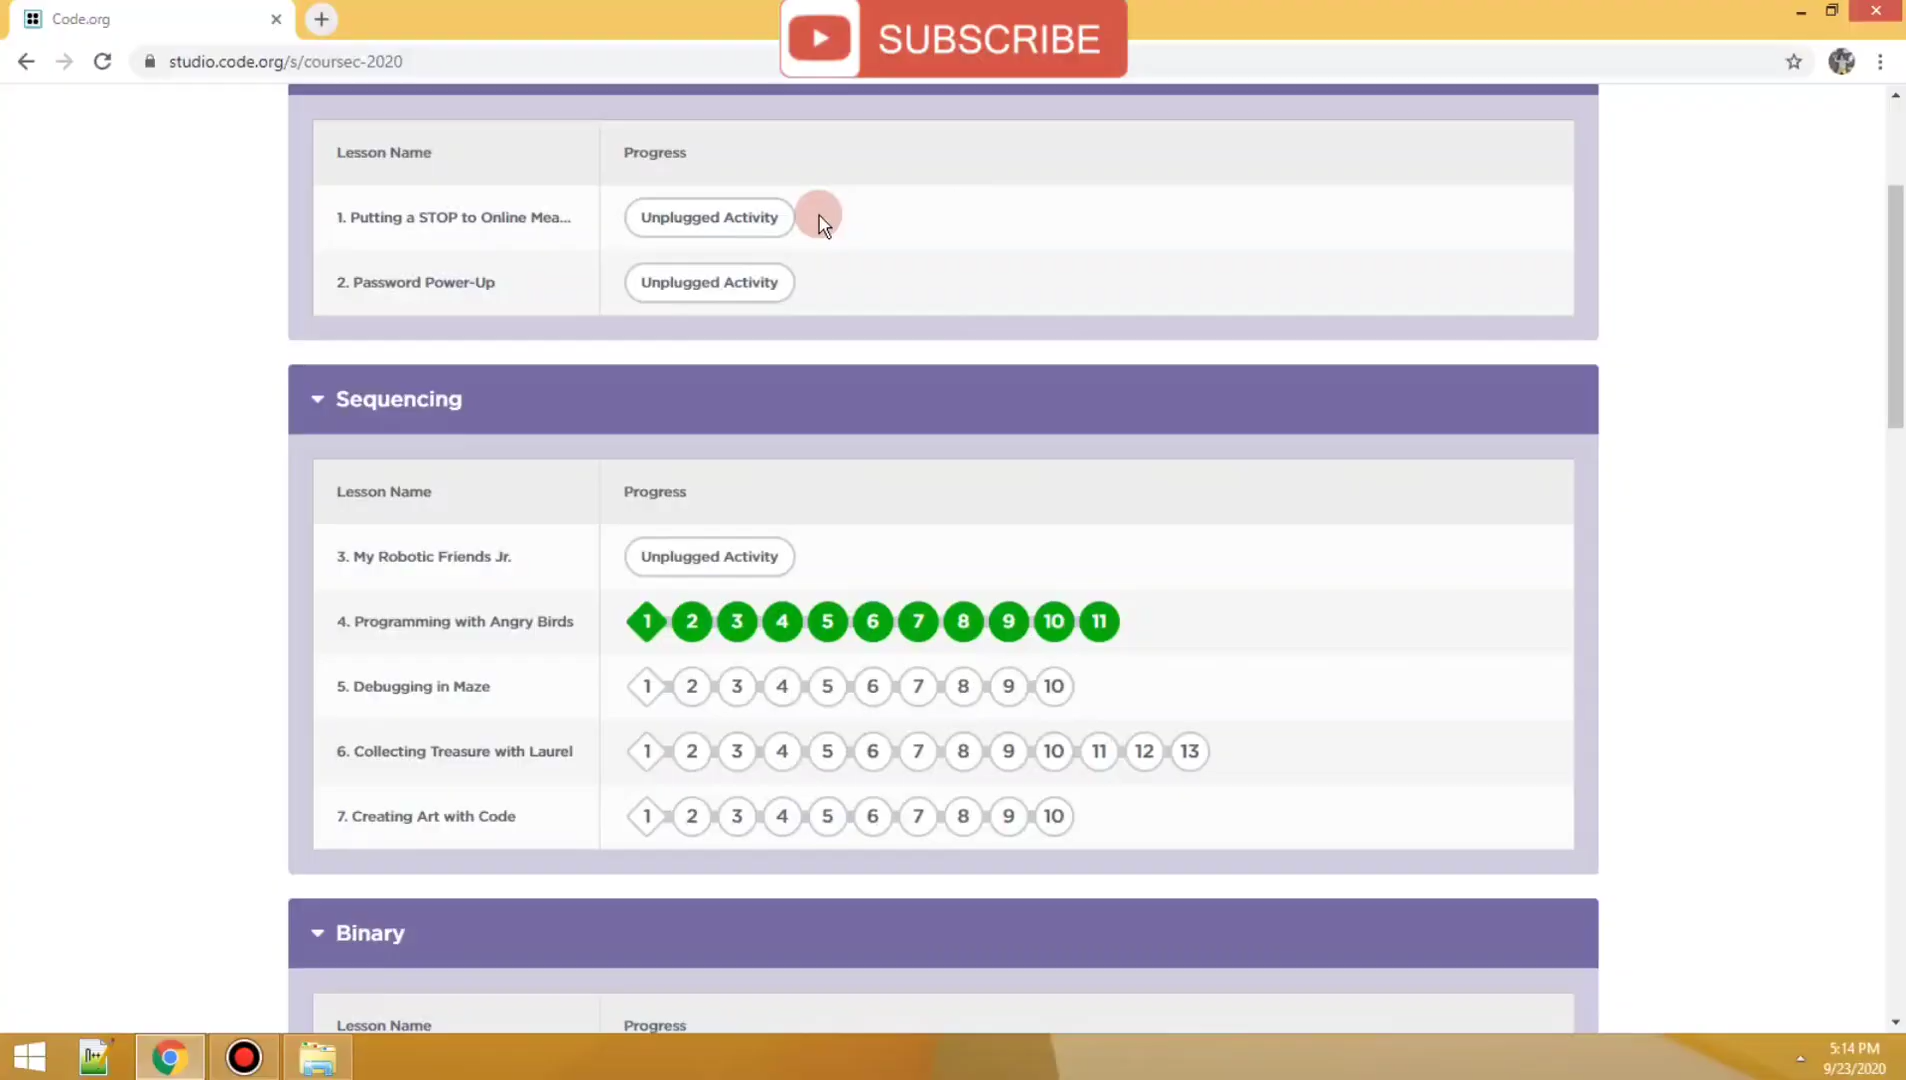 Code.org
SUBSCRIBE
studio.code.org/s/coursec-2020
Lesson Name Progress
1. Putting a STOP to Online Mea... Unplugged Activity
2. Password Power-Up Unplugged Activity
Sequencing
Lesson Name Progress
3. My Robotic Friends Jr. Unplugged Activity
4. Programming with Angry Birds 1 2 3 4 5 6 7 8 9 10 11
5. Debugging in Maze 1 2 3 4 5 6 7 8 9 10
6. Collecting Treasure with Laurel 1 2 3 4 5 6 7 8 9 10 11 12 13
7. Creating Art with Code 1 2 3 4 5 6 7 8 9 10
Binary
Lesson Name Progress
5:14 PM
9/23/2020